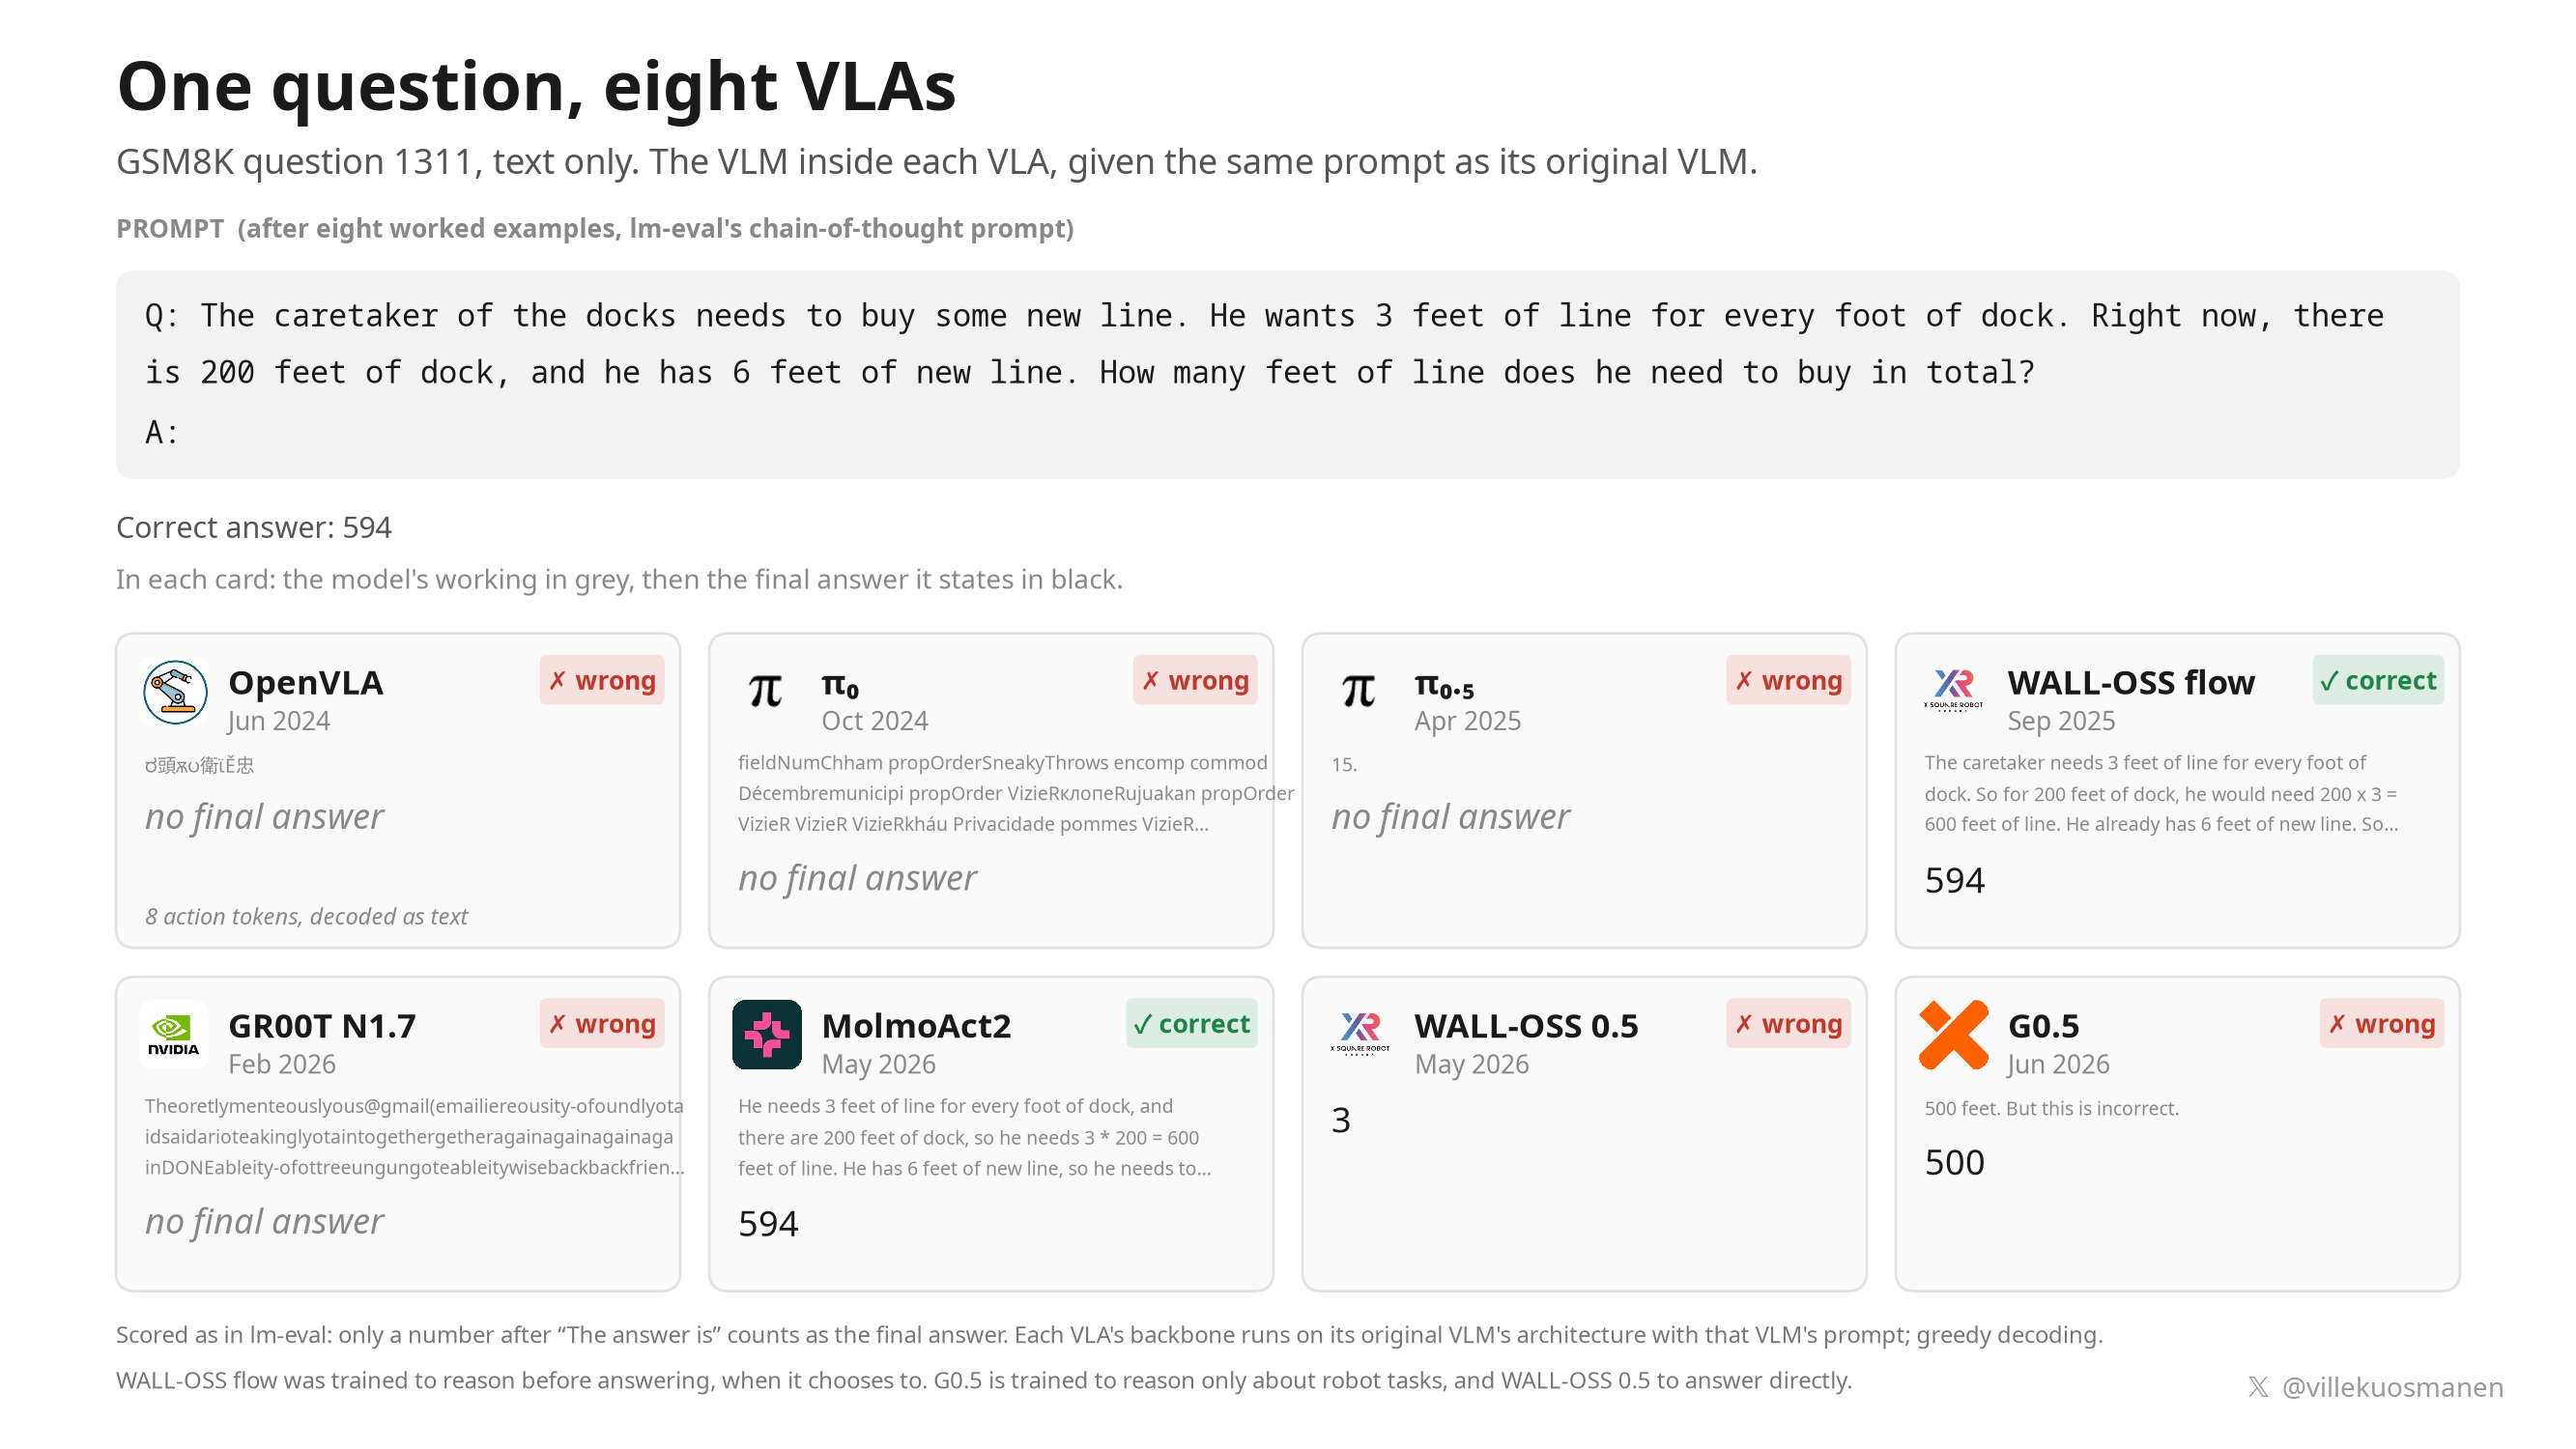 One question, eight VLAs
GSM8K question 1311, text only. The VLM inside each VLA, given the same prompt as its original VLM.
PROMPT (after eight worked examples, lm-eval's chain-of-thought prompt)
Q: The caretaker of the docks needs to buy some new line. He wants 3 feet of line for every foot of dock. Right now, there
is 200 feet of dock, and he has 6 feet of new line. How many feet of line does he need to buy in total?
A:
Correct answer: 594
In each card: the model's working in grey, then the final answer it states in black.
OpenVLA
✗ wrong
Jun 2024
no final answer
8 action tokens, decoded as text
π
π₀
✗ wrong
Oct 2024
fieldNumChham propOrderSneakyThrows encomp commod
Décembremunicipi propOrder VizieRклопеRujuakan propOrder
VizieR VizieR VizieRkháu Privacidade pommes VizieR...
no final answer
π
π₀.₅
✗ wrong
Apr 2025
15.
no final answer
X SQUARE ROBOT
WALL-OSS flow
✓ correct
Sep 2025
The caretaker needs 3 feet of line for every foot of
dock. So for 200 feet of dock, he would need 200 x 3 =
600 feet of line. He already has 6 feet of new line. So...
594
NVIDIA
GR00T N1.7
✗ wrong
Feb 2026
Theoretlymenteouslyous@gmail(emailiereousity-ofoundlyota
idsaidarioteakinglyotaintogethergetheragainagainagainaga
inDONEableity-ofottreeungungoteableitywisebackbackfrien...
no final answer
MolmoAct2
✓ correct
May 2026
He needs 3 feet of line for every foot of dock, and
there are 200 feet of dock, so he needs 3 * 200 = 600
feet of line. He has 6 feet of new line, so he needs to...
594
X SQUARE ROBOT
WALL-OSS 0.5
✗ wrong
May 2026
3
G0.5
✗ wrong
Jun 2026
500 feet. But this is incorrect.
500
Scored as in lm-eval: only a number after “The answer is” counts as the final answer. Each VLA's backbone runs on its original VLM's architecture with that VLM's prompt; greedy decoding.
WALL-OSS flow was trained to reason before answering, when it chooses to. G0.5 is trained to reason only about robot tasks, and WALL-OSS 0.5 to answer directly.
𝕏 @villekuosmanen